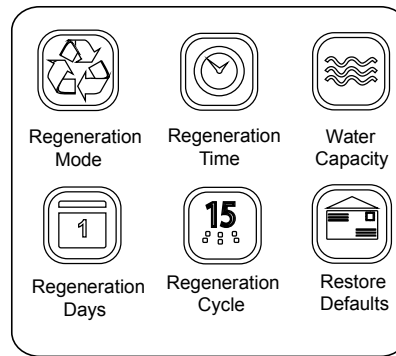 Regeneration Mode
Regeneration Time
Water Capacity
1
15
Regeneration Days
Regeneration Cycle
Restore Defaults